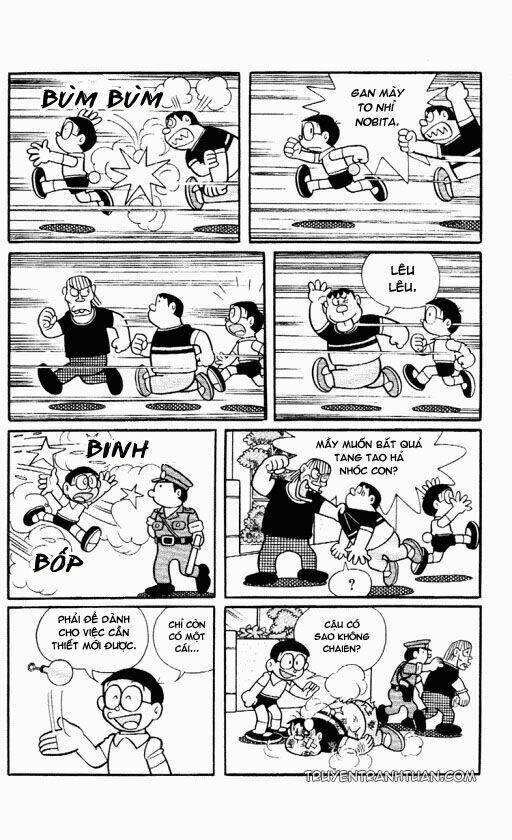 GAN MÀY
TO NHỈ
NOBITA.
BÙM BÙM
LÊU
LÊU.
MẦY MUỐN BẤT QUẢ
TANG TAO HẢ
NHÓC CON?
?
BINH
BỐP
CẬU CÓ
SAO KHÔNG
CHAIEN?
CHỈ CÒN
CÓ MỘT
CÁI...
PHẢI ĐỂ DÀNH
CHO VIỆC CẦN
THIẾT MỚI ĐƯỢC.
TRUYENTRANHTUAN.COM